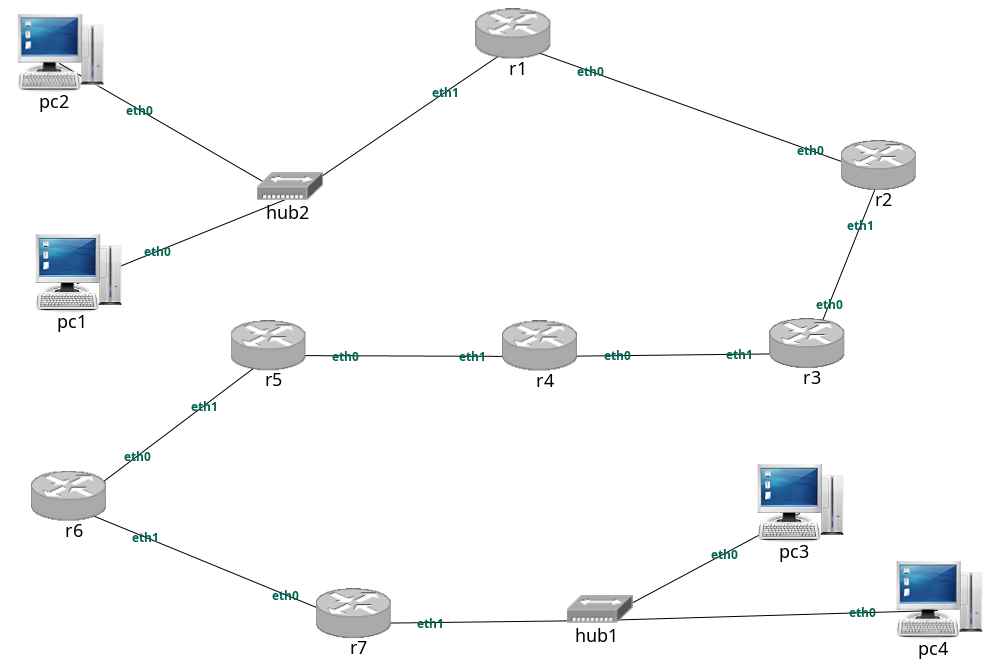 r1
eth0
pc2
eth1
eth0
eth0
r2
hub2
eth1
eth0
pc1
eth0
r5
eth0
eth1
r4
eth0
eth1
r3
eth1
eth0
r6
eth1
pc3
eth0
eth0
r7
eth1
hub1
eth0
pc4